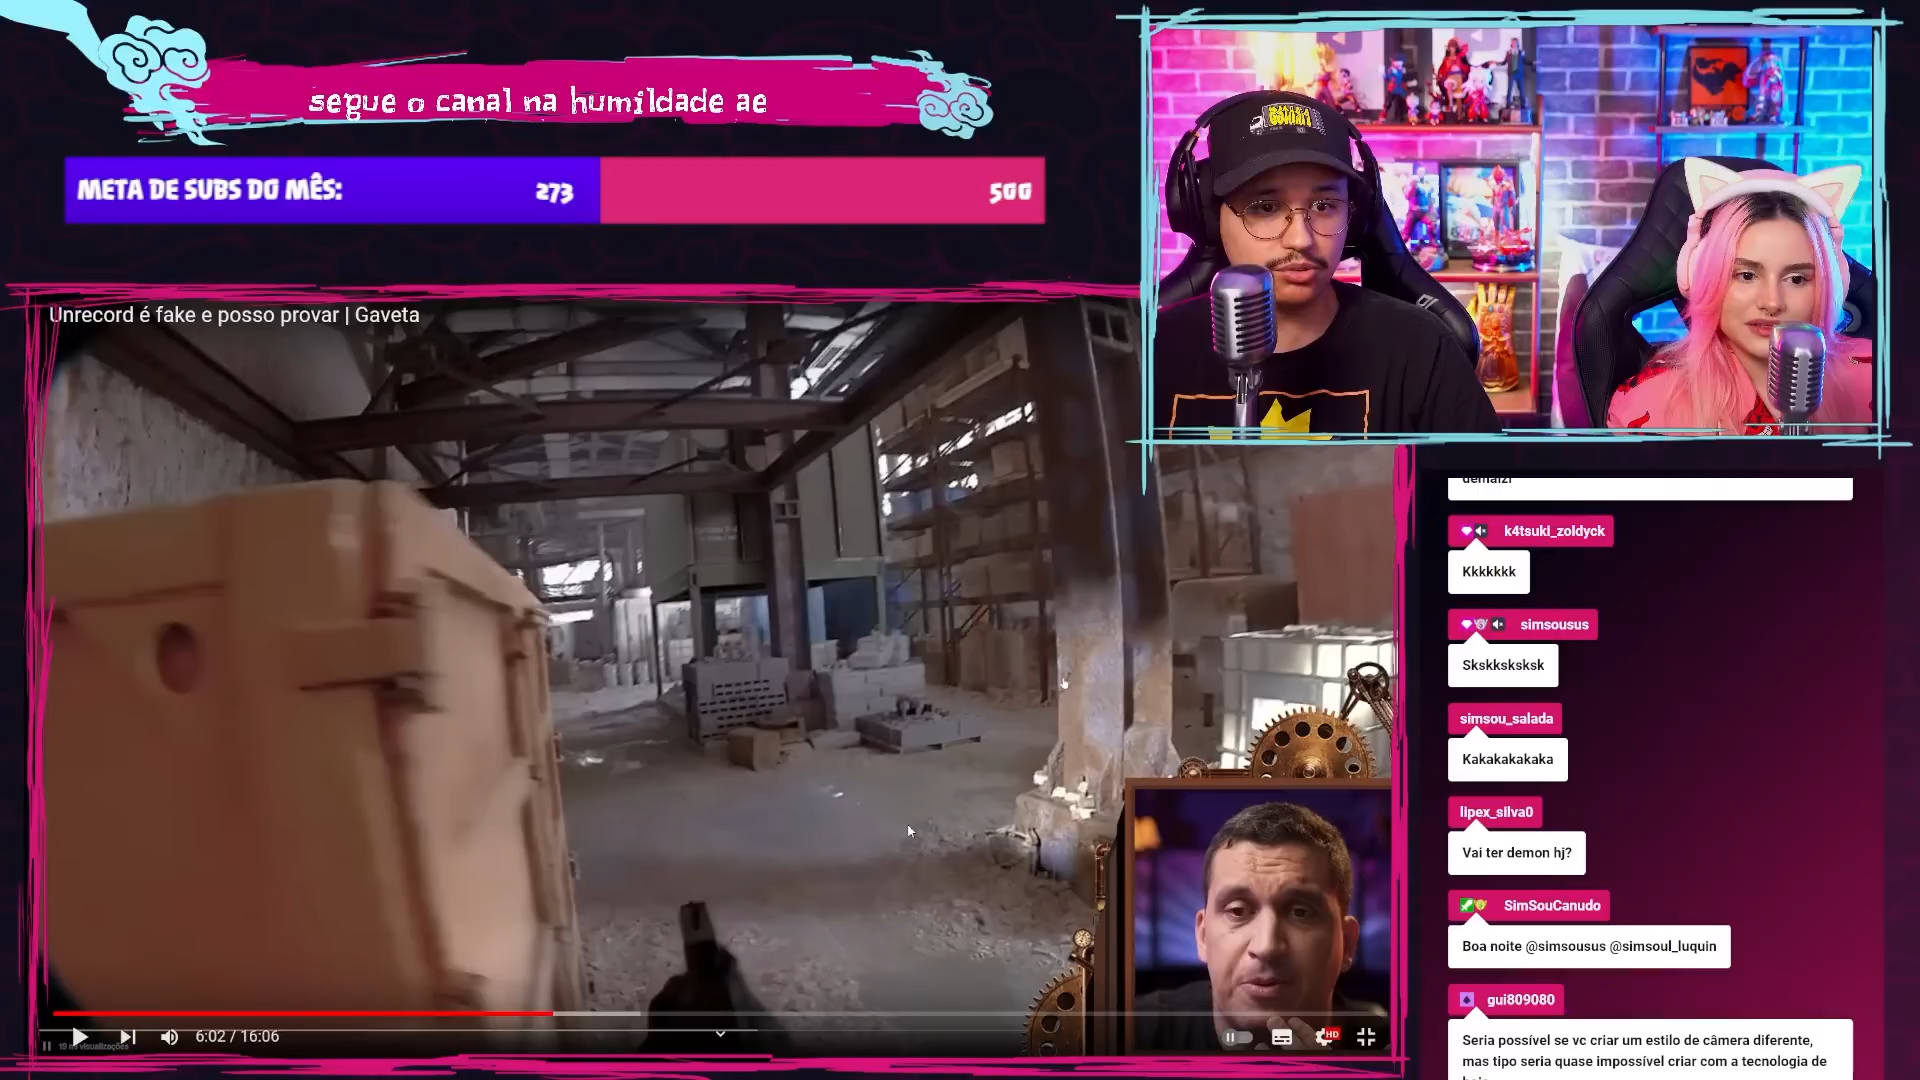 segue o canal na humildade ae
META DE SUBS DO MÊS: 273 500
Unrecord é fake e posso provar | Gaveta
6:02 / 16:06
HD
k4tsuki_zoldyck
Kkkkkkk
simsousus
Skskksksksk
simsou_salada
Kakakakakaka
lipex_silva0
Vai ter demon hj?
SimSouCanudo
Boa noite @simsousus @simsoul_luquin
gui809080
Seria possível se vc criar um estilo de câmera diferente,
mas tipo seria quase impossível criar com a tecnologia de